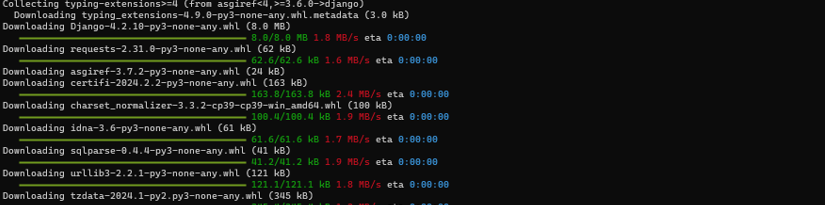 Collecting typing-extensions>=4 (from asgiref<4,>=3.6.0->django)
Downloading typing_extensions-4.9.0-py3-none-any.whl.metadata (3.0 kB)
Downloading Django-4.2.10-py3-none-any.whl (8.0 MB)
8.0/8.0 MB 1.8 MB/s eta 0:00:00
Downloading requests-2.31.0-py3-none-any.whl (62 kB)
62.6/62.6 kB 1.6 MB/s eta 0:00:00
Downloading asgiref-3.7.2-py3-none-any.whl (24 kB)
Downloading certifi-2024.2.2-py3-none-any.whl (163 kB)
163.8/163.8 kB 2.4 MB/s eta 0:00:00
Downloading charset_normalizer-3.3.2-cp39-cp39-win_amd64.whl (100 kB)
100.4/100.4 kB 1.9 MB/s eta 0:00:00
Downloading idna-3.6-py3-none-any.whl (61 kB)
61.6/61.6 kB 1.7 MB/s eta 0:00:00
Downloading sqlparse-0.4.4-py3-none-any.whl (41 kB)
41.2/41.2 kB 1.9 MB/s eta 0:00:00
Downloading urllib3-2.2.1-py3-none-any.whl (121 kB)
121.1/121.1 kB 1.8 MB/s eta 0:00:00
Downloading tzdata-2024.1-py2.py3-none-any.whl (345 kB)